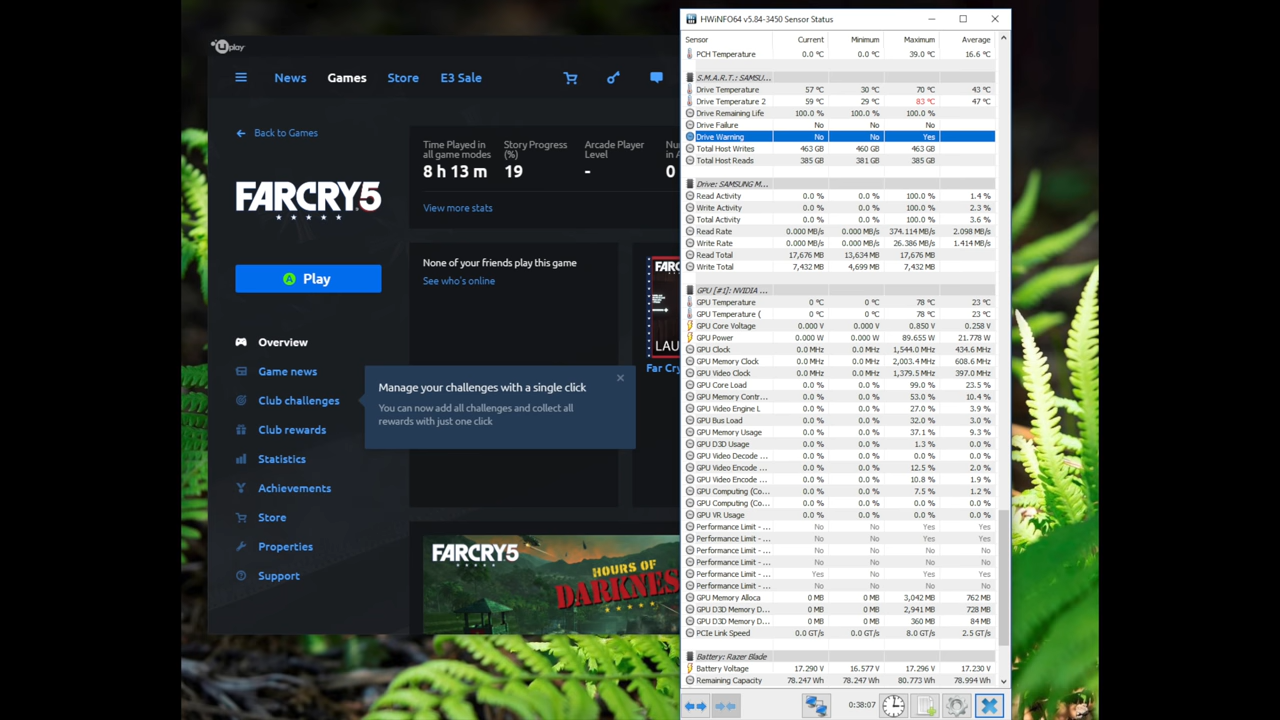 Uplay
News Games Store E3 Sale
Back to Games
FARCRY5
Play
Overview
Game news
Club challenges
Club rewards
Statistics
Achievements
Store
Properties
Support
Time Played in all game modes
8 h 13 m
Story Progress (%)
19
Arcade Player Level
-
0
View more stats
None of your friends play this game
See who's online
Manage your challenges with a single click
You can now add all challenges and collect all
rewards with just one click
FARCRY5
HOURS OF
DARKNESS
HWiNFO64 v5.84-3450 Sensor Status
Sensor Current Minimum Maximum Average
PCH Temperature 0.0 °C 0.0 °C 39.0 °C 16.6 °C
S.M.A.R.T.: SAMSU...
Drive Temperature 57 °C 30 °C 70 °C 43 °C
Drive Temperature 2 59 °C 29 °C 83 °C 47 °C
Drive Remaining Life 100.0 % 100.0 % 100.0 %
Drive Failure No No No
Drive Warning No No Yes
Total Host Writes 463 GB 460 GB 463 GB
Total Host Reads 385 GB 381 GB 385 GB
Drive: SAMSUNG M...
Read Activity 0.0 % 0.0 % 100.0 % 1.4 %
Write Activity 0.0 % 0.0 % 100.0 % 2.3 %
Total Activity 0.0 % 0.0 % 100.0 % 3.6 %
Read Rate 0.000 MB/s 0.000 MB/s 374.114 MB/s 2.098 MB/s
Write Rate 0.000 MB/s 0.000 MB/s 26.386 MB/s 1.414 MB/s
Read Total 17,676 MB 13,634 MB 17,676 MB
Write Total 7,432 MB 4,699 MB 7,432 MB
GPU [#1]: NVIDIA ...
GPU Temperature 0 °C 0 °C 78 °C 23 °C
GPU Temperature ( 0 °C 0 °C 78 °C 23 °C
GPU Core Voltage 0.000 V 0.000 V 0.850 V 0.258 V
GPU Power 0.000 W 0.000 W 89.655 W 21.778 W
GPU Clock 0.0 MHz 0.0 MHz 1,544.0 MHz 434.6 MHz
GPU Memory Clock 0.0 MHz 0.0 MHz 2,003.4 MHz 608.6 MHz
GPU Video Clock 0.0 MHz 0.0 MHz 1,379.5 MHz 397.0 MHz
GPU Core Load 0.0 % 0.0 % 99.0 % 23.5 %
GPU Memory Contr... 0.0 % 0.0 % 53.0 % 10.4 %
GPU Video Engine L 0.0 % 0.0 % 27.0 % 3.9 %
GPU Bus Load 0.0 % 0.0 % 32.0 % 3.0 %
GPU Memory Usage 0.0 % 0.0 % 37.1 % 9.3 %
GPU D3D Usage 0.0 % 0.0 % 1.3 % 0.0 %
GPU Video Decode ... 0.0 % 0.0 % 0.0 % 0.0 %
GPU Video Encode ... 0.0 % 0.0 % 12.5 % 2.0 %
GPU Video Encode ... 0.0 % 0.0 % 10.8 % 1.9 %
GPU Computing (Co... 0.0 % 0.0 % 7.5 % 1.2 %
GPU Computing (Co... 0.0 % 0.0 % 0.0 % 0.0 %
GPU VR Usage 0.0 % 0.0 % 0.0 % 0.0 %
Performance Limit - ... No No Yes Yes
Performance Limit - ... No No Yes Yes
Performance Limit - ... No No No No
Performance Limit - ... No No No No
Performance Limit - ... Yes No Yes Yes
Performance Limit - ... No No No No
GPU Memory Alloca 0 MB 0 MB 3,042 MB 762 MB
GPU D3D Memory D... 0 MB 0 MB 2,941 MB 728 MB
GPU D3D Memory D... 0 MB 0 MB 360 MB 84 MB
PCIe Link Speed 0.0 GT/s 0.0 GT/s 8.0 GT/s 2.5 GT/s
Battery: Razer Blade
Battery Voltage 17.290 V 16.577 V 17.296 V 17.230 V
Remaining Capacity 78.247 Wh 78.247 Wh 80.773 Wh 78.994 Wh
0:38:07